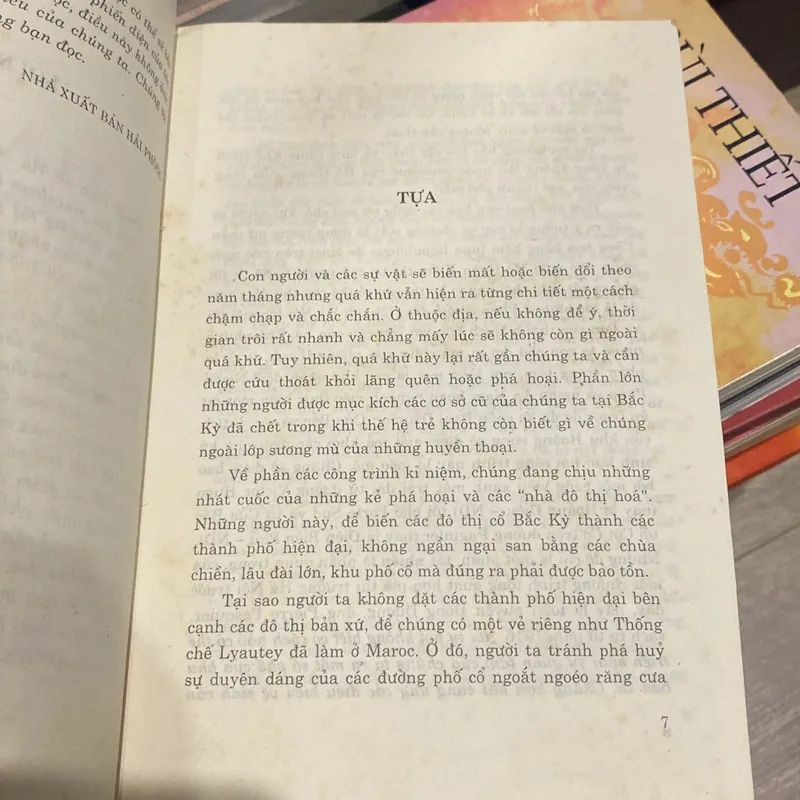 phiến diện của
điều này không
của chúng ta.
bạn đọc.
NHÀ XUẤT BẢN HẢI PHÒNG
TỰA
Con người và các sự vật sẽ biến mất hoặc biến đổi theo
năm tháng nhưng quá khứ vẫn hiện ra từng chi tiết một cách
chậm chạp và chắc chắn. Ở thuộc địa, nếu không để ý, thời
gian trôi rất nhanh và chẳng mấy lúc sẽ không còn gì ngoài
quá khứ. Tuy nhiên, quá khứ này lại rất gần chúng ta và cần
được cứu thoát khỏi lãng quên hoặc phá hoại. Phần lớn
những người được mục kích các cơ sở cũ của chúng ta tại Bắc
Kỳ đã chết trong khi thế hệ trẻ không còn biết gì về chúng
ngoài lớp sương mù của những huyền thoại.
Về phần các công trình kỉ niệm, chúng đang chịu những
nhát cuốc của những kẻ phá hoại và các “nhà đô thị hoá".
Những người này, để biến các đô thị cổ Bắc Kỳ thành các
thành phố hiện đại, không ngần ngại san bằng các chùa
chiền, lâu đài lớn, khu phố cổ mà đúng ra phải được bảo tồn.
Tại sao người ta không đặt các thành phố hiện đại bên
cạnh các đô thị bản xứ, để chúng có một vẻ riêng như Thống
chế Lyautey đã làm ở Maroc. Ở đó, người ta tránh phá huỷ
sự duyên dáng của các đường phố cổ ngoắt ngoéo răng cưa
7
THIẾT